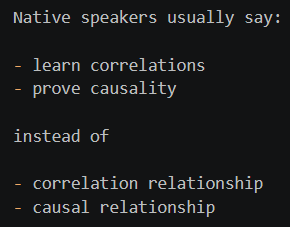 Native speakers usually say:
- learn correlations
- prove causality
instead of
- correlation relationship
- causal relationship